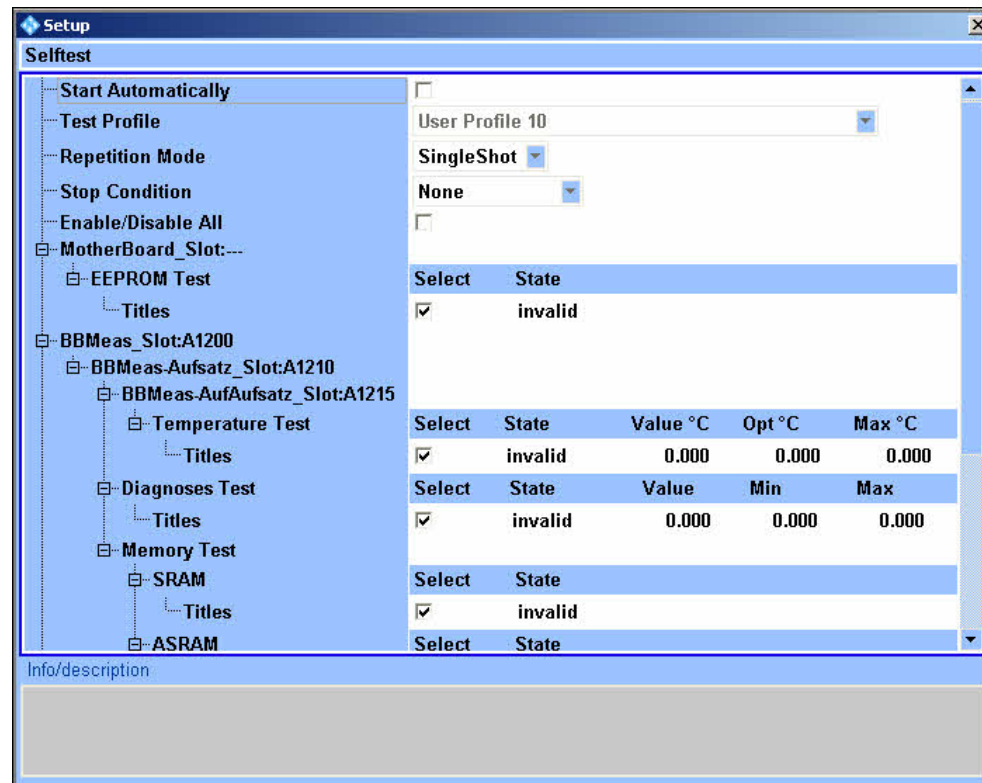 Setup
Selftest
Start Automatically
Test Profile User Profile 10
Repetition Mode SingleShot
Stop Condition None
Enable/Disable All
MotherBoard_Slot:---
EEPROM Test Select State
Titles invalid
BBMeas_Slot:A1200
BBMeas-Aufsatz_Slot:A1210
BBMeas-AufAufsatz_Slot:A1215
Temperature Test Select State Value °C Opt °C Max °C
Titles invalid 0.000 0.000 0.000
Diagnoses Test Select State Value Min Max
Titles invalid 0.000 0.000 0.000
Memory Test
SRAM Select State
Titles invalid
ASRAM Select State
Info/description